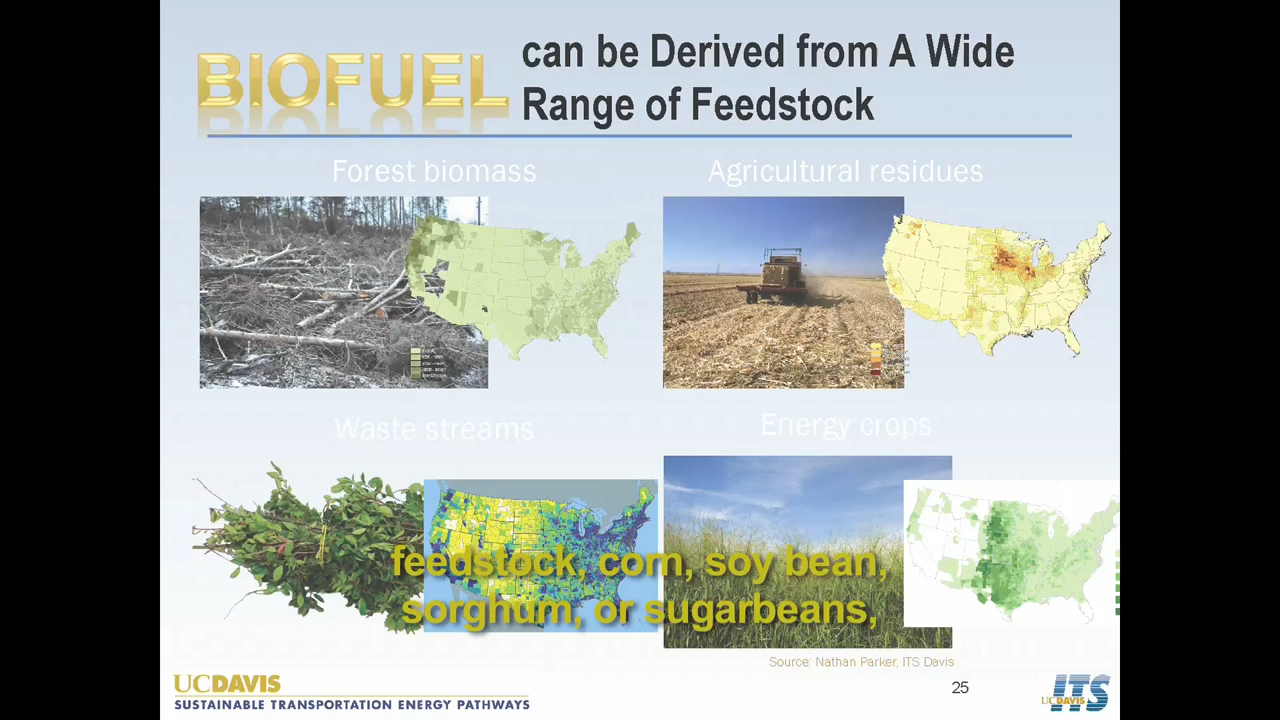 BIOFUEL
can be Derived from A Wide
Range of Feedstock
Forest biomass
Agricultural residues
Waste streams
Energy crops
feedstock, corn, soy bean,
sorghum, or sugarbeans,
Source: Nathan Parker, ITS Davis
UCDAVIS
SUSTAINABLE TRANSPORTATION ENERGY PATHWAYS
25
UCDAVIS
ITS